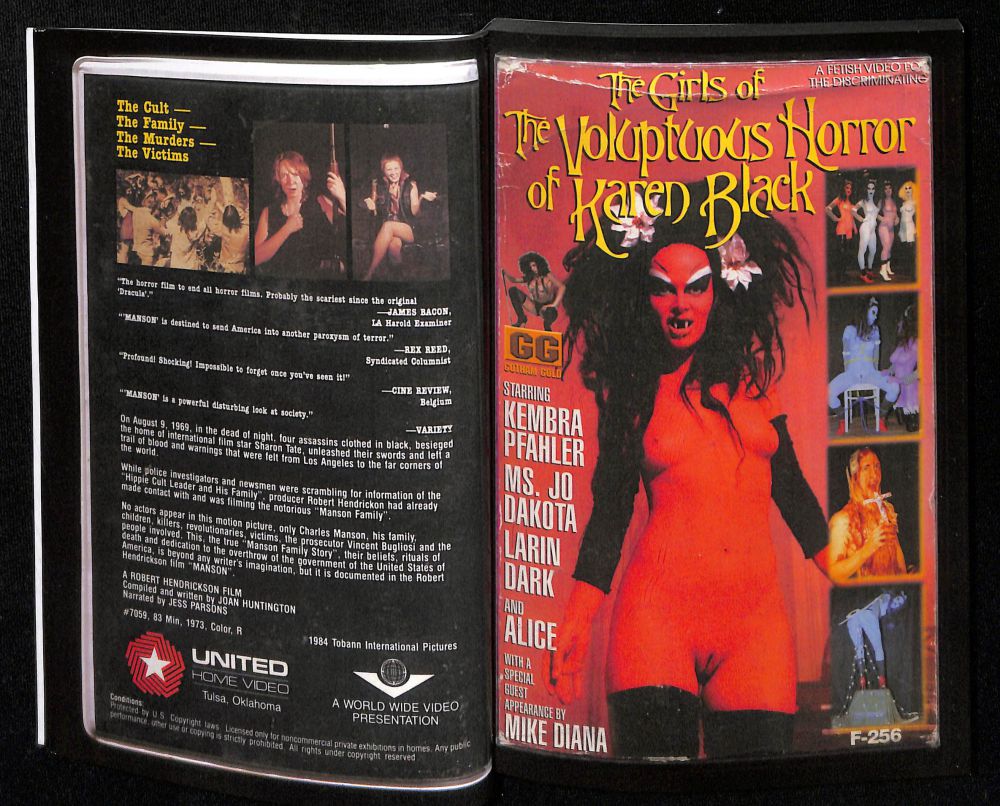 The Cult —
The Family —
The Murders —
The Victims
"The horror film to end all horror films. Probably the scariest since the original
'Dracula'."
—JAMES BACON,
LA Harold Examiner
"'MANSON' is destined to send America into another paroxysm of terror."
—REX REED,
Syndicated Columnist
"Profound! Shocking! Impossible to forget once you've seen it!"
—CINE REVIEW,
Belgium
"'MANSON' is a powerful disturbing look at society."
—VARIETY
On August 9, 1969, in the dead of night, four assassins clothed in black, besieged
the home of international film star Sharon Tate, unleashed their swords and left a
trail of blood and warnings that were felt from Los Angeles to the far corners of
the world.
While police investigators and newsmen were scrambling for information of the
"Hippie Cult Leader and His Family", producer Robert Hendrickon had already
made contact with and was filming the notorious "Manson Family".
No actors appear in this motion picture, only Charles Manson, his family,
children, killers, revolutionaries, victims, the prosecutor Vincent Bugliosi and the
people involved. This, the true "Manson Family Story", their beliefs, rituals of
death and dedication to the overthrow of the government of the United States of
America, is beyond any writer's imagination, but it is documented in the Robert
Hendrickson film "MANSON".
A ROBERT HENDRICKSON FILM
Compiled and written by JOAN HUNTINGTON
Narrated by JESS PARSONS
#7059, 83 Min, 1973, Color, R
1984 Tobann International Pictures
UNITED
HOME VIDEO
Tulsa, Oklahoma
A WORLD WIDE VIDEO
PRESENTATION
Conditions:
Protected by U.S. Copyright laws. Licensed only for noncommercial private exhibitions in homes. Any public
performance, other use or copying is strictly prohibited. All rights under copyright reserved
A FETISH VIDEO FO
THE DISCRIMINATING
The Girls of
The Voluptuous Horror
of Karen Black
GG
GOTHAM GOLD
STARRING
KEMBRA
PFAHLER
MS. JO
DAKOTA
LARIN
DARK
AND
ALICE
WITH A
SPECIAL
GUEST
APPEARANCE BY
MIKE DIANA
F-256